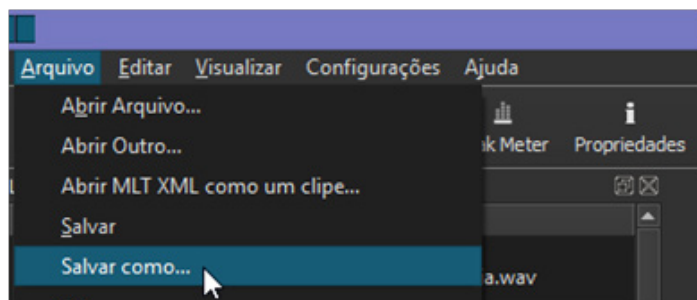 Arquivo Editar Visualizar Configurações Ajuda
Abrir Arquivo...
Abrir Outro...
Meter Propriedades
Abrir MLT XML como um clipe...
Salvar
Salvar como...
a.wav